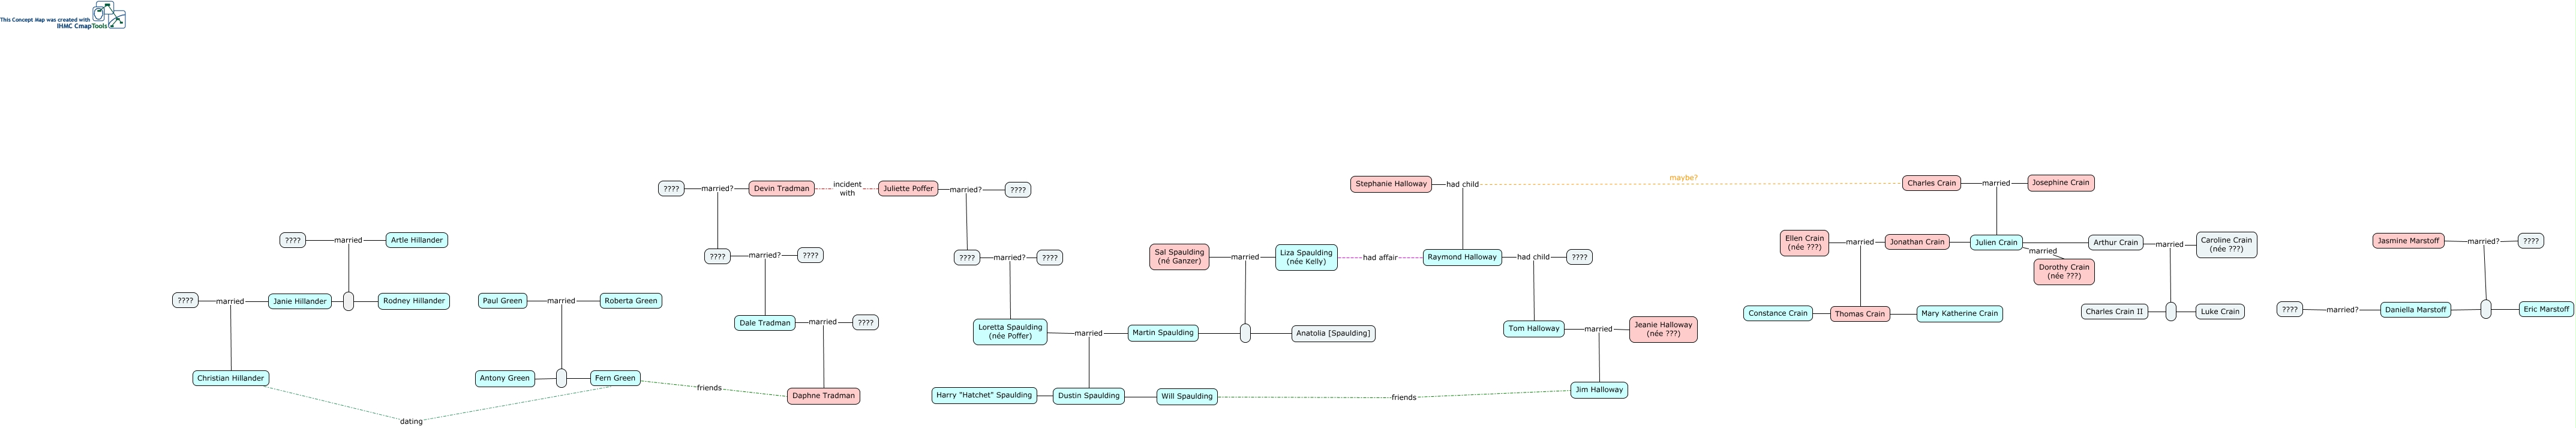 This Concept Map was created with
IHMC CmapTools
maybe?
Stephanie Halloway
had child
Charles Crain
married
Josephine Crain
????
married?
Devin Tradman
incident
with
Juliette Poffer
married?
????
????
married
Artle Hillander
Ellen Crain
(née ???)
married
Jonathan Crain
Julien Crain
married
Dorothy Crain
(née ???)
Arthur Crain
married
Caroline Crain
(née ???)
Jasmine Marstoff
married?
????
????
married?
????
????
married?
????
Sal Spaulding
(né Ganzer)
married
Liza Spaulding
(née Kelly)
had affair
Raymond Halloway
had child
????
????
married
Janie Hillander
Rodney Hillander
Paul Green
married
Roberta Green
Dale Tradman
married
????
Loretta Spaulding
(née Poffer)
married
Martin Spaulding
Anatolia [Spaulding]
Tom Halloway
married
Jeanie Halloway
(née ???)
Constance Crain
Thomas Crain
Mary Katherine Crain
Charles Crain II
Luke Crain
????
married?
Daniella Marstoff
Eric Marstoff
Christian Hillander
Antony Green
Fern Green
friends
Daphne Tradman
Harry "Hatchet" Spaulding
Dustin Spaulding
Will Spaulding
friends
Jim Halloway
dating